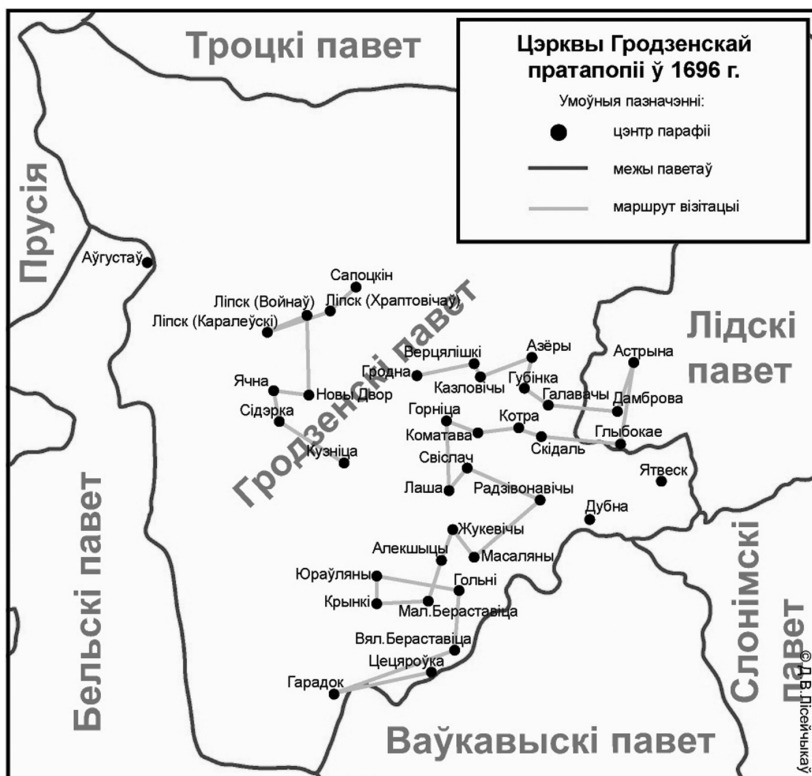 Троцкі павет
Цэрквы Гродзенскай
пратапопіі ў 1696 г.
Умоўныя пазначэнні:
цэнтр парафіі
межы паветаў
маршрут візітацыі
Прусія
Аўгустаў
Сапоцкін
Ліпск (Войнаў)
Ліпск (Храптовічаў)
Ліпск (Каралеўскі)
Гродзенскі павет
Лідскі
павет
Верцялішкі
Азёры
Астрына
Гродна
Казловічы
Губінка
Ячна
Новы Двор
Галавачы
Дамброва
Сідэрка
Горніца
Котра
Коматава
Скідаль
Глыбокае
Кузніца
Свіслач
Ятвеск
Лаша
Радзівонавічы
Дубна
Жукевічы
Алекшыцы
Масаляны
Юраўляны
Гольні
Крынкі
Мал.Бераставіца
Вял.Бераставіца
Цецяроўка
Гарадок
Бельскі павет
Слонімскі
павет
Ваўкавыскі павет
© Д.В.Лісейчыкаў